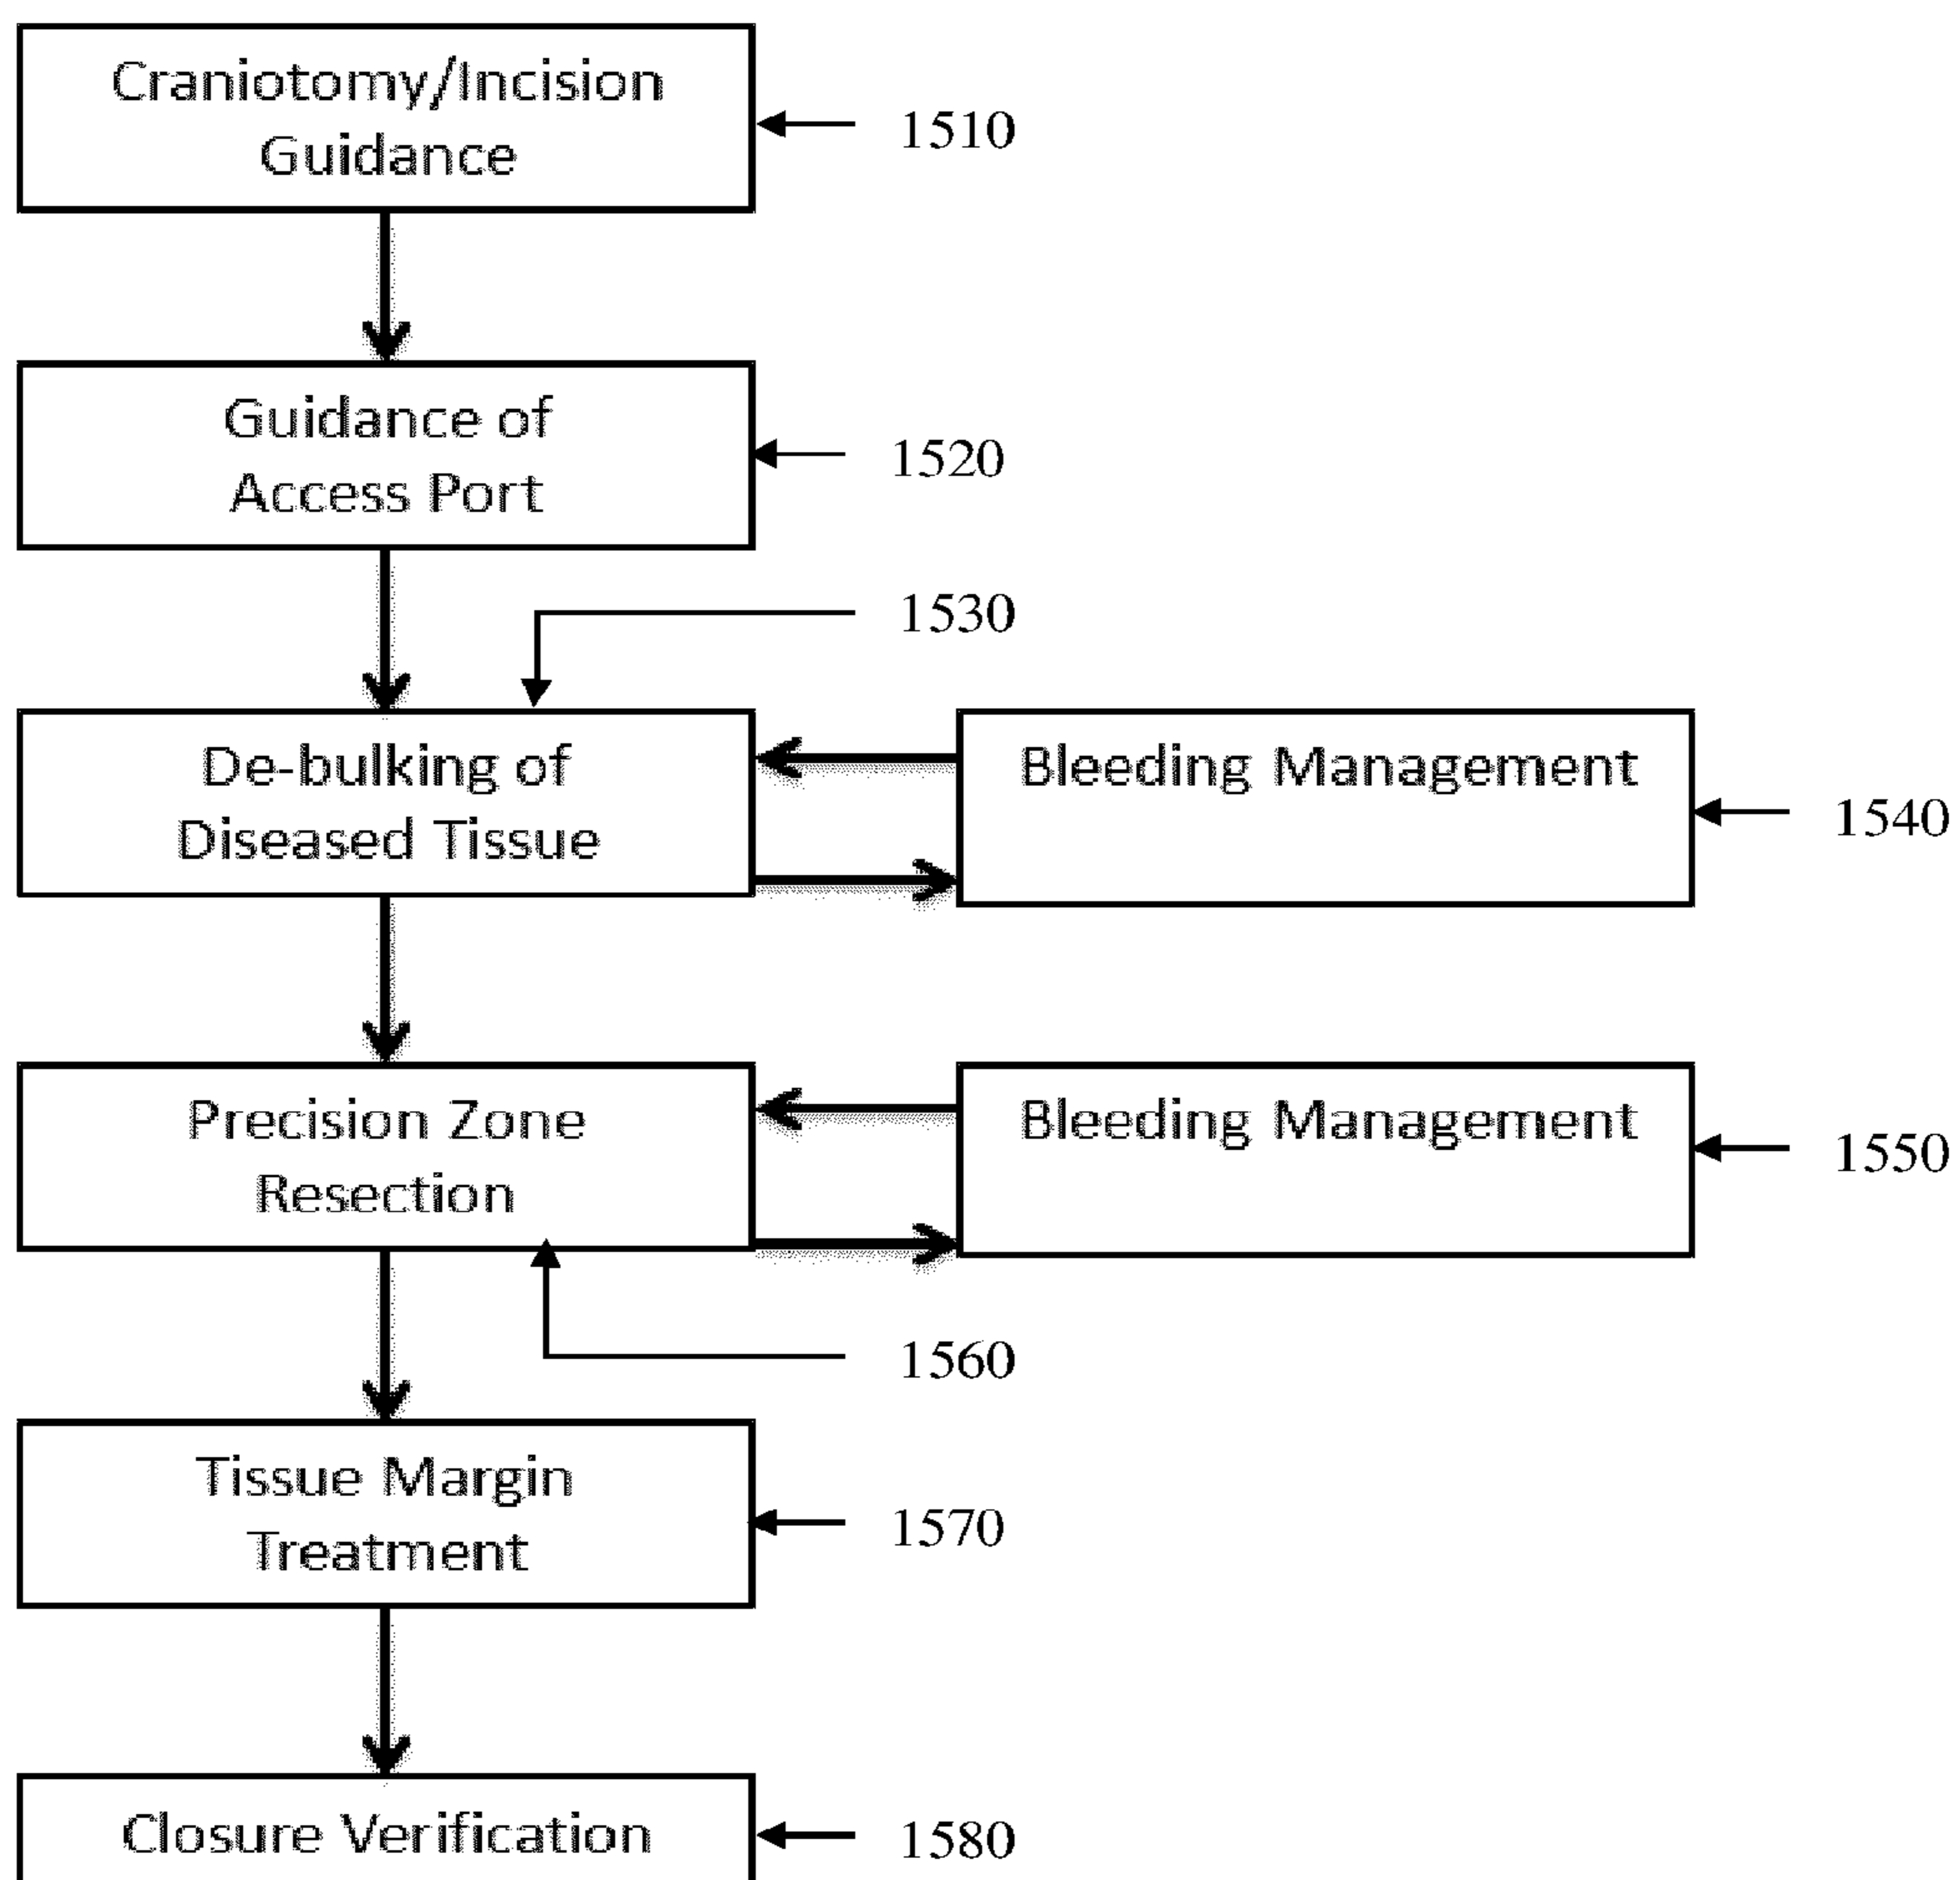 Craniotomy/Incision
Guidance
1510
Guidance of
Access Port
1520
1530
De-bulking of
Diseased Tissue
Bleeding Management
1540
Precision Zone
Resection
Bleeding Management
1550
1560
Tissue Margin
Treatment
1570
Closure Verification
1580